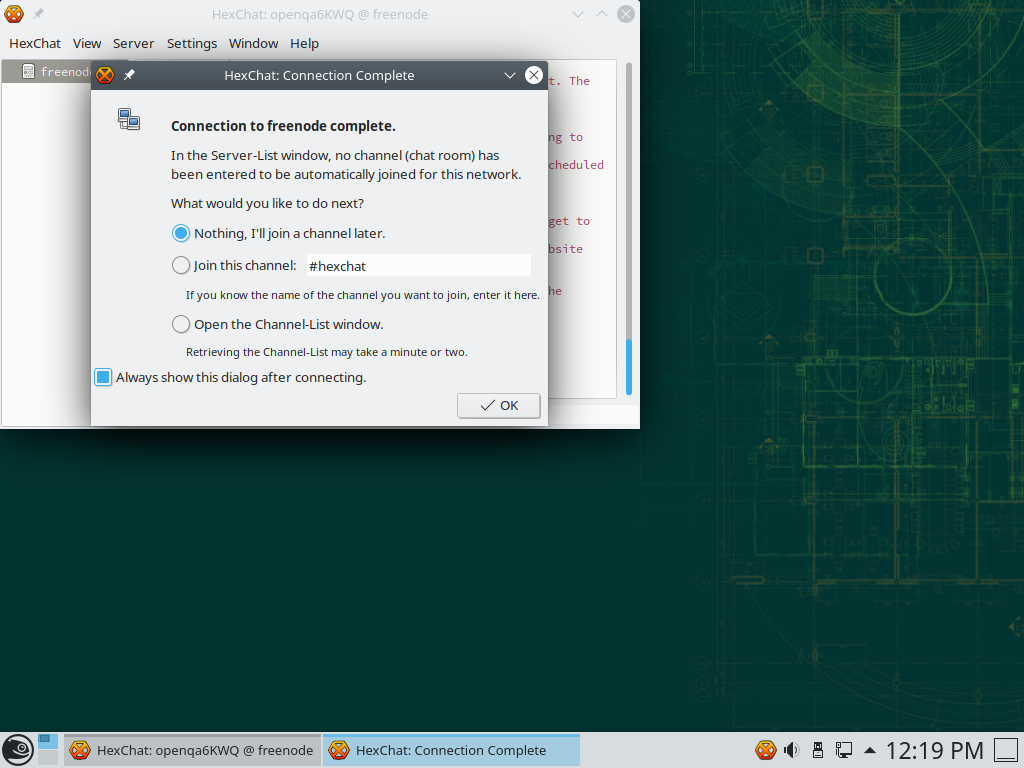 HexChat: openqa6KWQ @ freenode
HexChat View Server Settings Window Help
freenod
t. The
HexChat: Connection Complete
Connection to freenode complete.
ng to
In the Server-List window, no channel (chat room) has
cheduled
been entered to be automatically joined for this network.
What would you like to do next?
get to
Nothing, I'll join a channel later.
bsite
Join this channel: #hexchat
If you know the name of the channel you want to join, enter it here.
he
Open the Channel-List window.
Retrieving the Channel-List may take a minute or two.
Always show this dialog after connecting.
OK
HexChat: openqa6KWQ @ freenode
HexChat: Connection Complete
12:19 PM